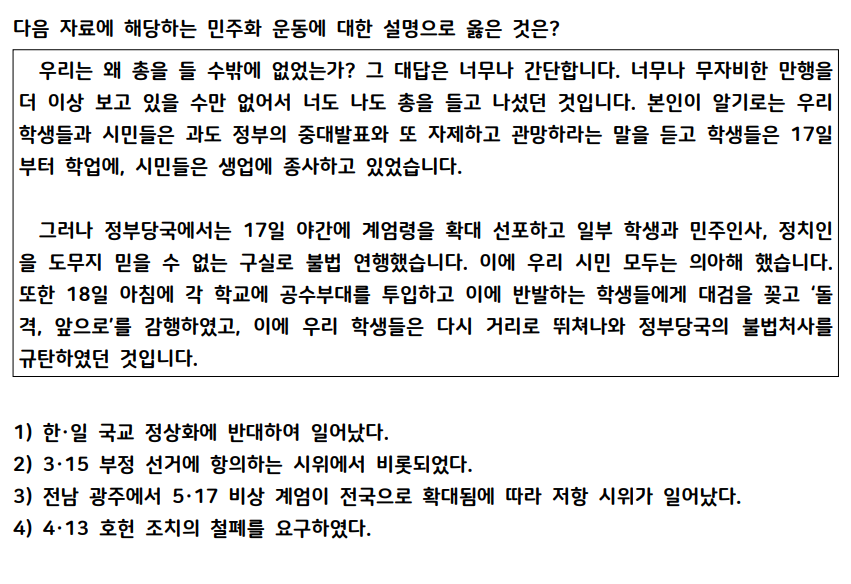 다음 자료에 해당하는 민주화 운동에 대한 설명으로 옳은 것은?
우리는 왜 총을 들 수밖에 없었는가? 그 대답은 너무나 간단합니다. 너무나 무자비한 만행을
더 이상 보고 있을 수만 없어서 너도 나도 총을 들고 나섰던 것입니다. 본인이 알기로는 우리
학생들과 시민들은 과도 정부의 중대발표와 또 자제하고 관망하라는 말을 듣고 학생들은 17일
부터 학업에, 시민들은 생업에 종사하고 있었습니다.
그러나 정부당국에서는 17일 야간에 계엄령을 확대 선포하고 일부 학생과 민주인사, 정치인
을 도무지 믿을 수 없는 구실로 불법 연행했습니다. 이에 우리 시민 모두는 의아해 했습니다.
또한 18일 아침에 각 학교에 공수부대를 투입하고 이에 반발하는 학생들에게 대검을 꽂고 ‘돌
격, 앞으로’를 감행하였고, 이에 우리 학생들은 다시 거리로 뛰쳐나와 정부당국의 불법처사를
규탄하였던 것입니다.
1) 한·일 국교 정상화에 반대하여 일어났다.
2) 3·15 부정 선거에 항의하는 시위에서 비롯되었다.
3) 전남 광주에서 5·17 비상 계엄이 전국으로 확대됨에 따라 저항 시위가 일어났다.
4) 4·13 호헌 조치의 철폐를 요구하였다.